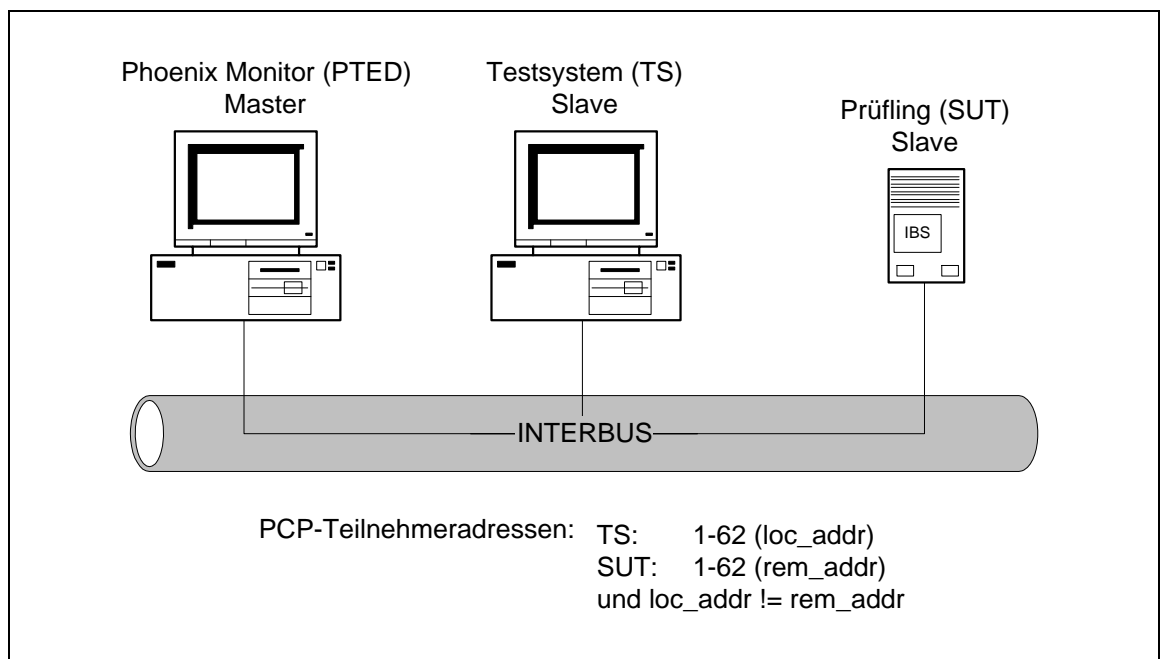 Phoenix Monitor (PTED)
Master
Testsystem (TS)
Slave
Prüfling (SUT)
Slave
IBS
INTERBUS
PCP-Teilnehmeradressen:
TS: 1-62 (loc_addr)
SUT: 1-62 (rem_addr)
und loc_addr != rem_addr